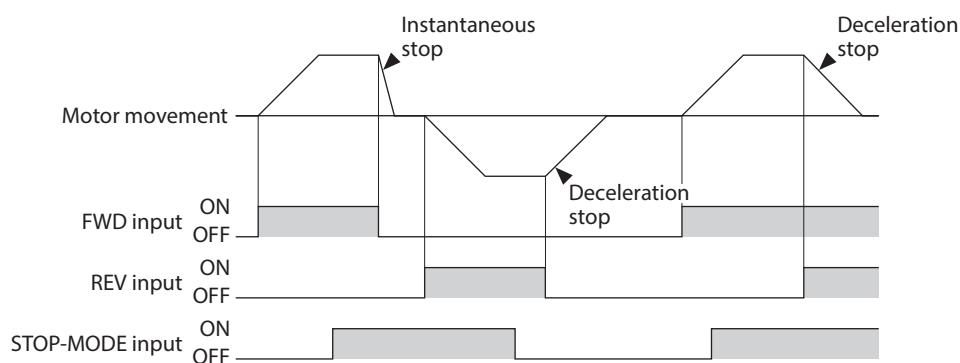 Instantaneous
stop
Deceleration
stop
Motor movement
Deceleration
stop
FWD input
ON
OFF
REV input
ON
OFF
STOP-MODE input
ON
OFF